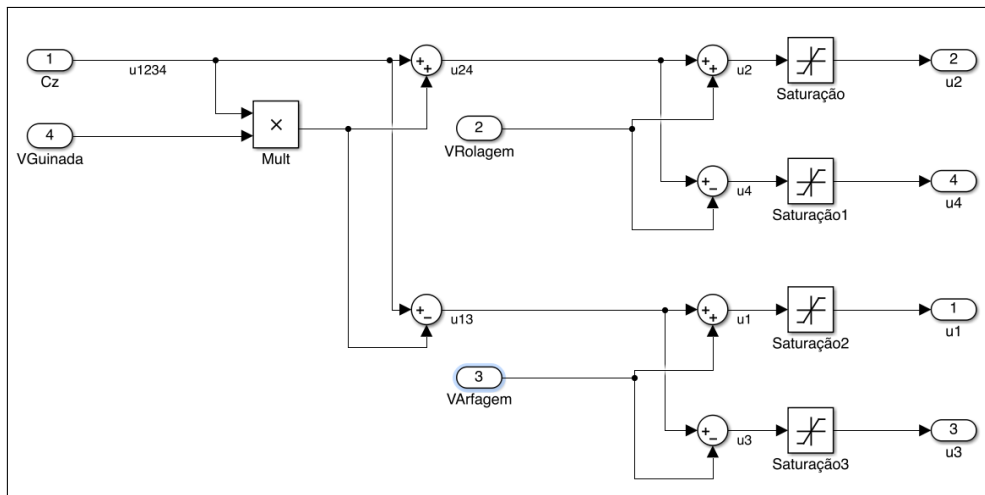 1
Cz
u1234
4
VGuinada
×
Mult
+
+
u24
2
VRolagem
+
+
u2
Saturação
2
u2
+
−
u4
Saturação1
4
u4
+
−
u13
3
VArfagem
+
+
u1
Saturação2
1
u1
+
−
u3
Saturação3
3
u3